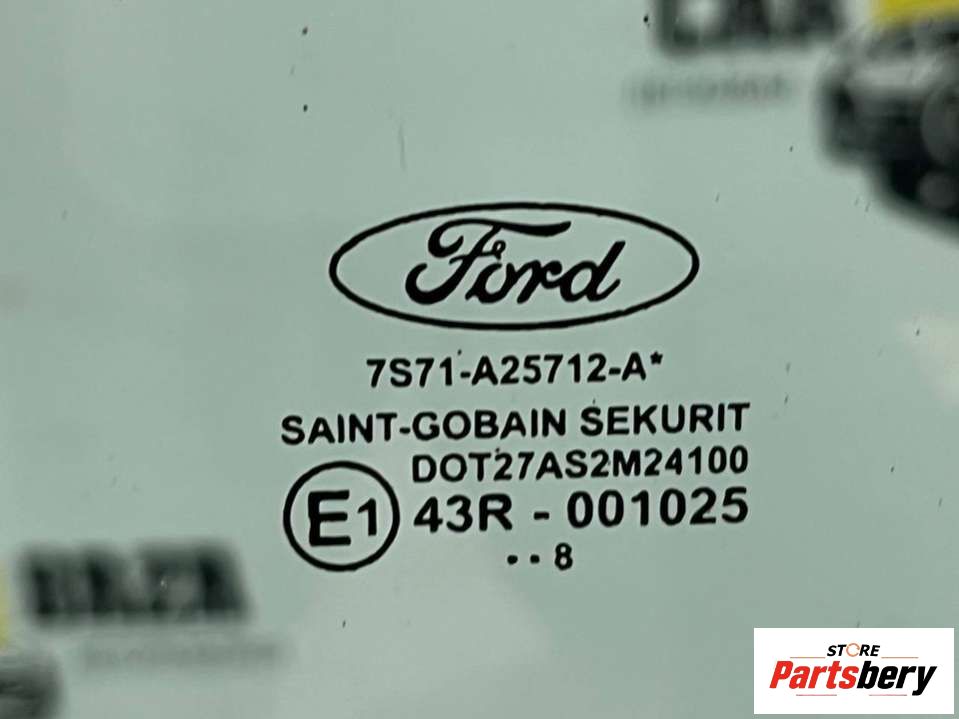 Ford
7S71-A25712-A*
SAINT-GOBAIN SEKURIT
DOT27AS2M24100
E1 43R - 001025
..8
STORE
Partsbery